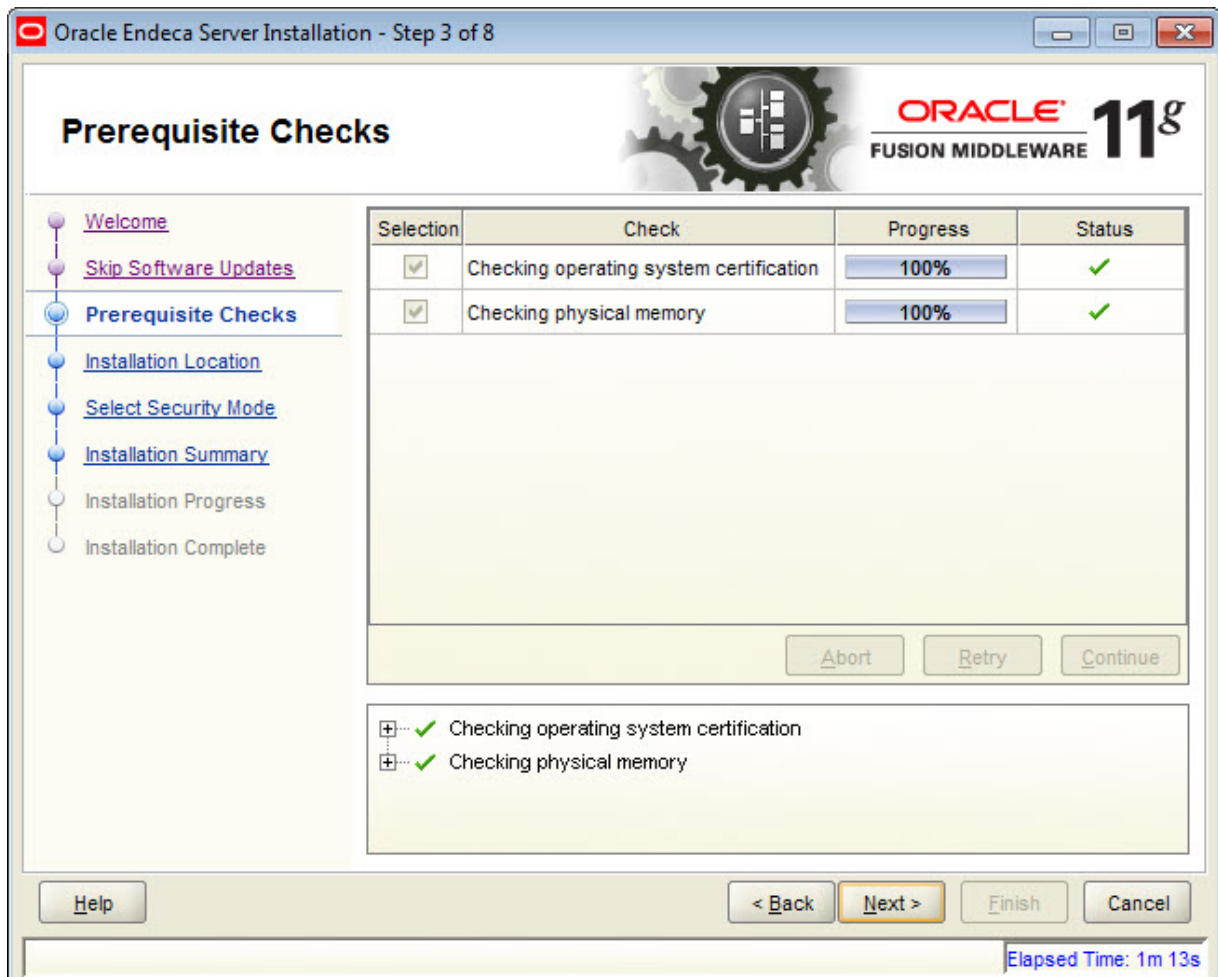 Oracle Endeca Server Installation - Step 3 of 8
Prerequisite Checks
ORACLE
FUSION MIDDLEWARE
11g
Welcome
Skip Software Updates
Prerequisite Checks
Installation Location
Select Security Mode
Installation Summary
Installation Progress
Installation Complete
Selection Check Progress Status
Checking operating system certification 100%
Checking physical memory 100%
Abort Retry Continue
Checking operating system certification
Checking physical memory
Help < Back Next > Finish Cancel
Elapsed Time: 1m 13s